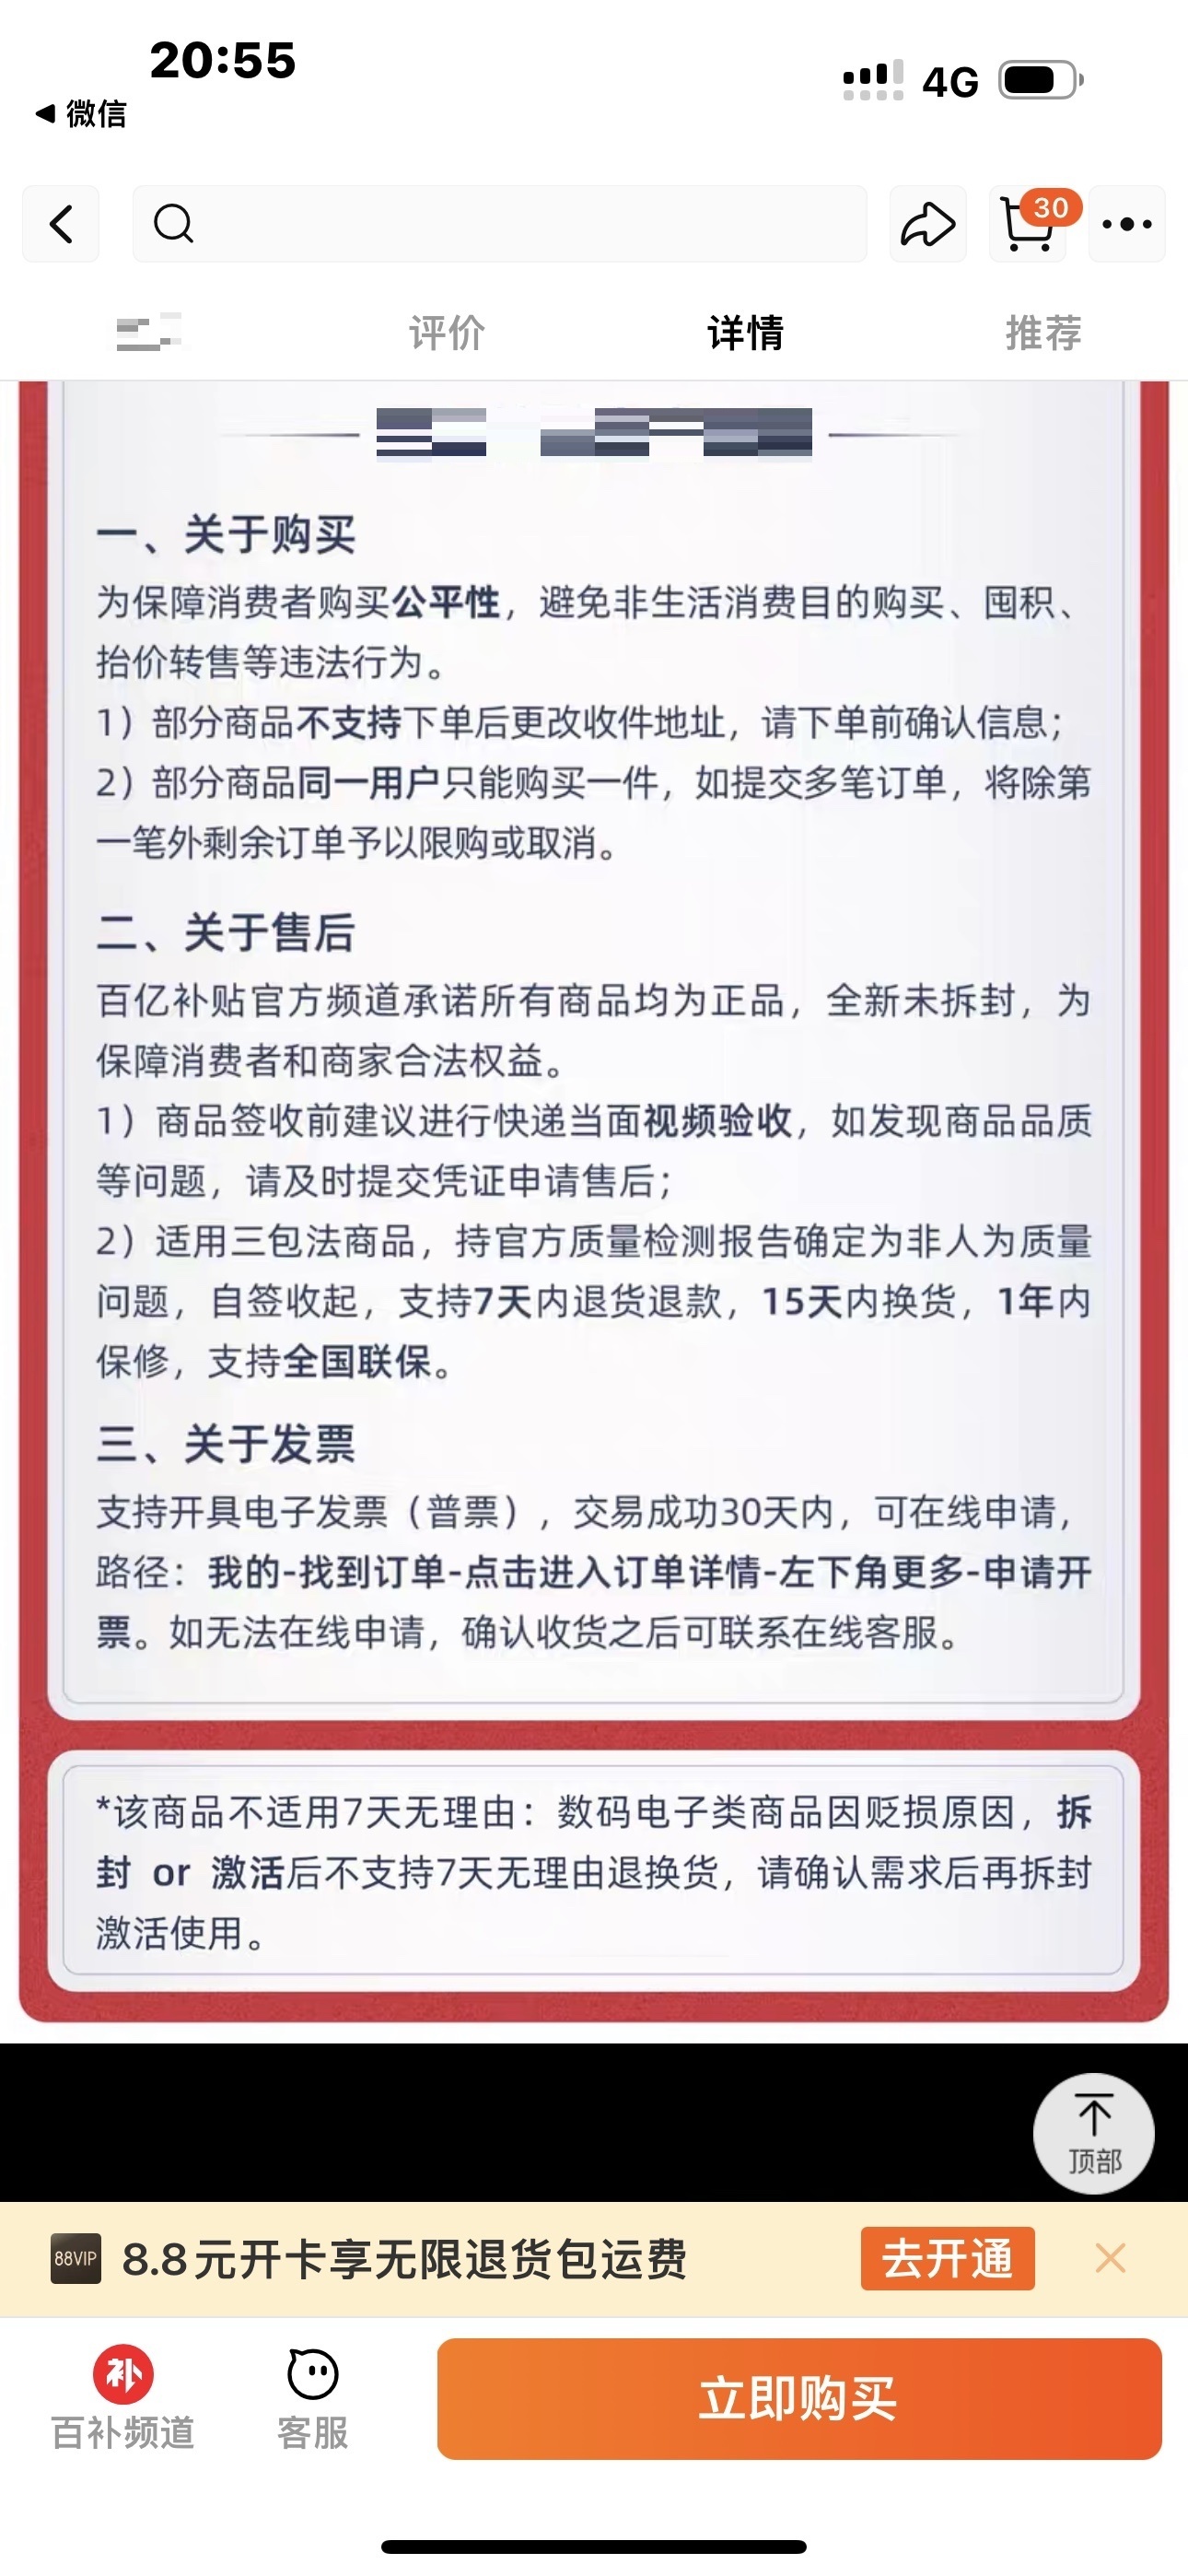 20:55
4G
微信
30
评价
详情
推荐
一、关于购买
为保障消费者购买公平性，避免非生活消费目的购买、囤积、
抬价转售等违法行为。
1）部分商品不支持下单后更改收件地址，请下单前确认信息；
2）部分商品同一用户只能购买一件，如提交多笔订单，将除第
一笔外剩余订单予以限购或取消。
二、关于售后
百亿补贴官方频道承诺所有商品均为正品，全新未拆封，为
保障消费者和商家合法权益。
1）商品签收前建议进行快递当面视频验收，如发现商品品质
等问题，请及时提交凭证申请售后；
2）适用三包法商品，持官方质量检测报告确定为非人为质量
问题，自签收起，支持7天内退货退款，15天内换货，1年内
保修，支持全国联保。
三、关于发票
支持开具电子发票（普票），交易成功30天内，可在线申请，
路径：我的-找到订单-点击进入订单详情-左下角更多-申请开
票。如无法在线申请，确认收货之后可联系在线客服。
*该商品不适用7天无理由：数码电子类商品因贬损原因，拆
封 or 激活后不支持7天无理由退换货，请确认需求后再拆封
激活使用。
顶部
88VIP
8.8元开卡享无限退货包运费
去开通
补
百补频道
客服
立即购买